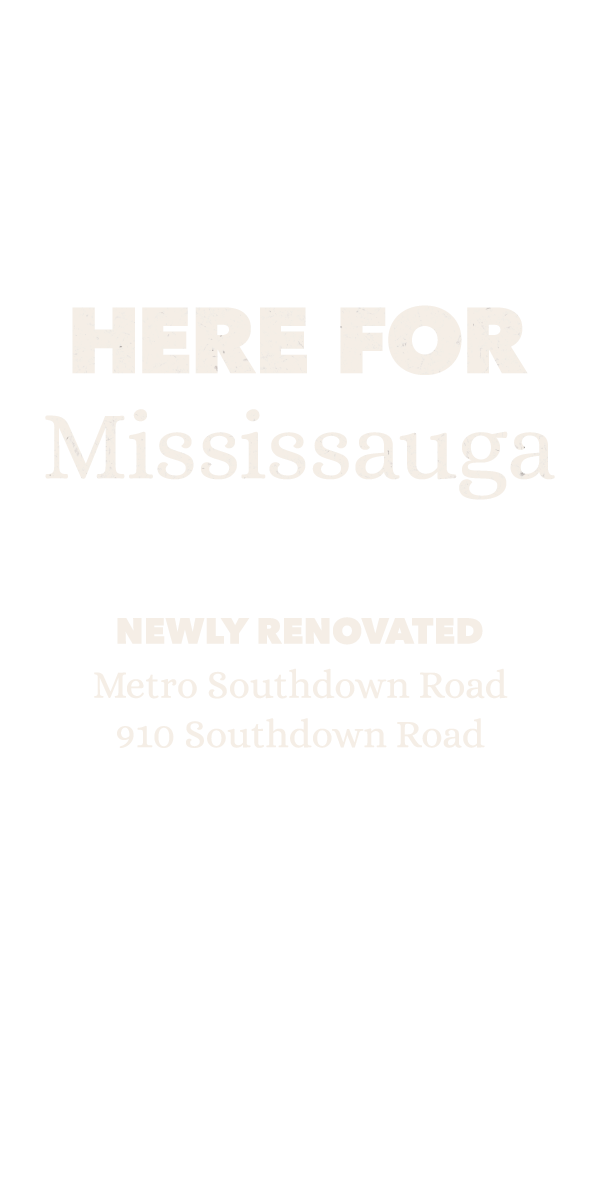 HERE FOR
Mississauga
NEWLY RENOVATED
Metro Southdown Road
910 Southdown Road